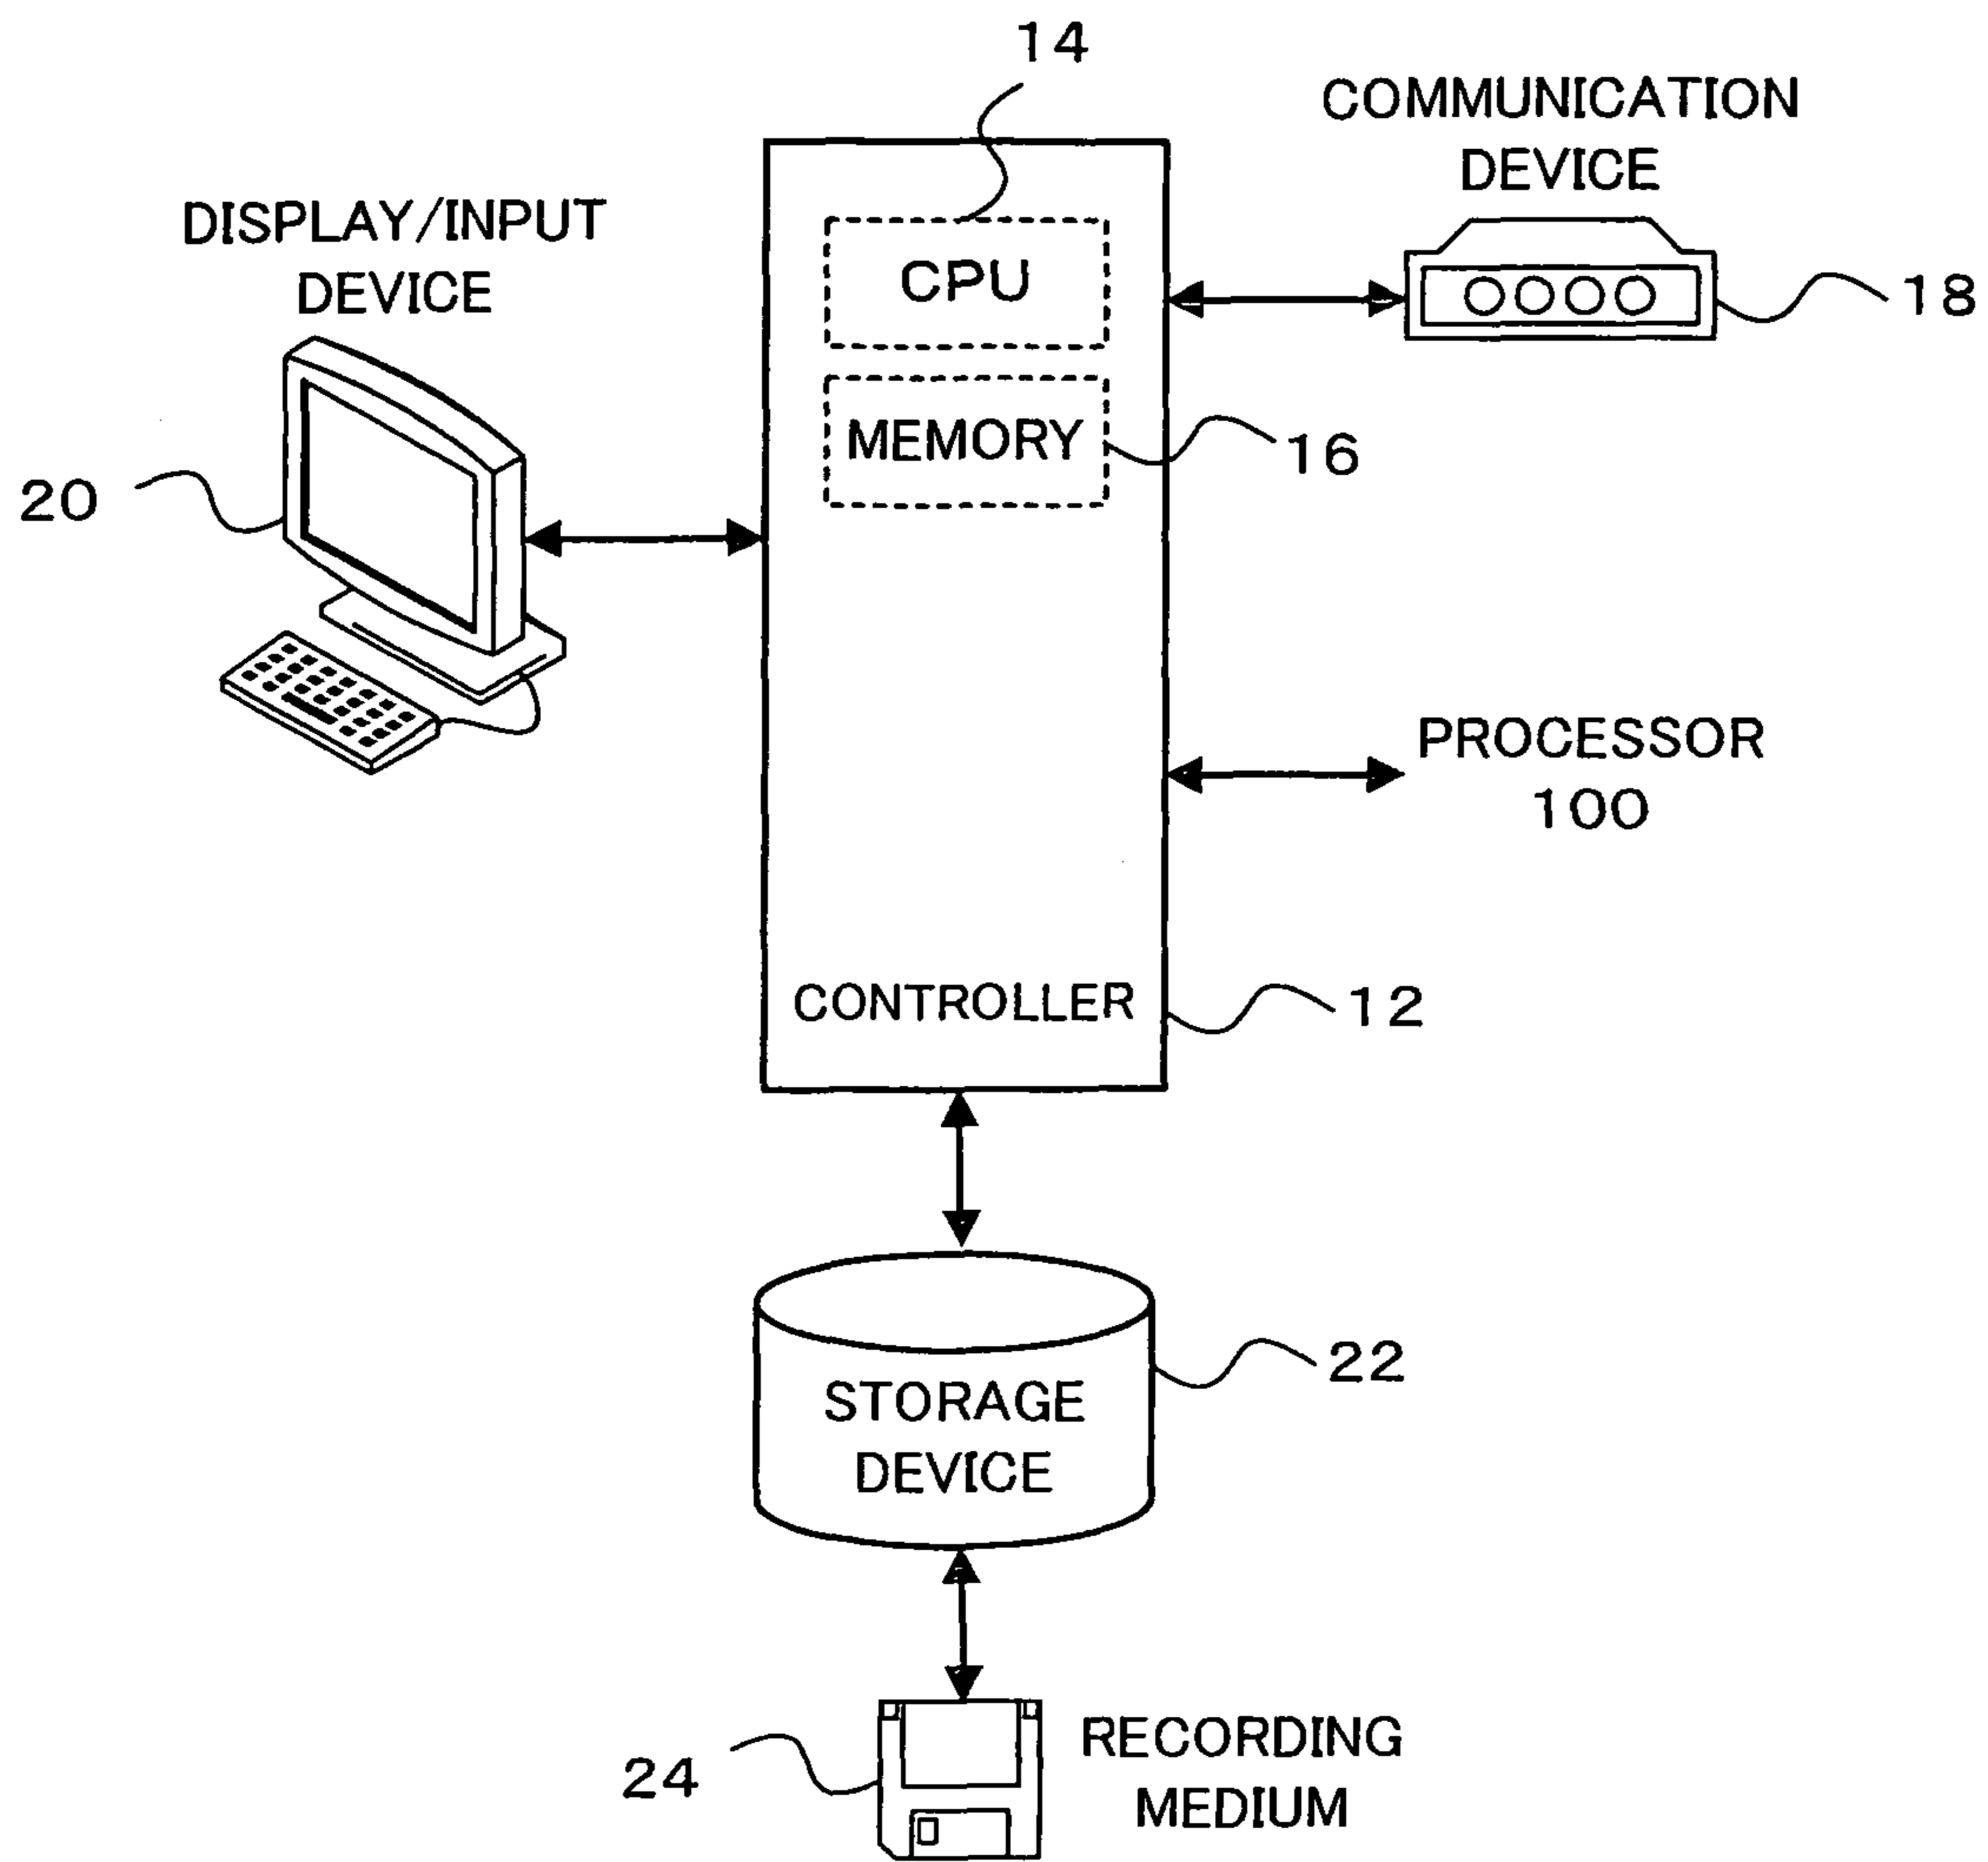 14
COMMUNICATION
DEVICE
18
DISPLAY/INPUT
DEVICE
20
CPU
MEMORY
16
PROCESSOR
100
CONTROLLER
12
STORAGE
DEVICE
22
RECORDING
MEDIUM
24